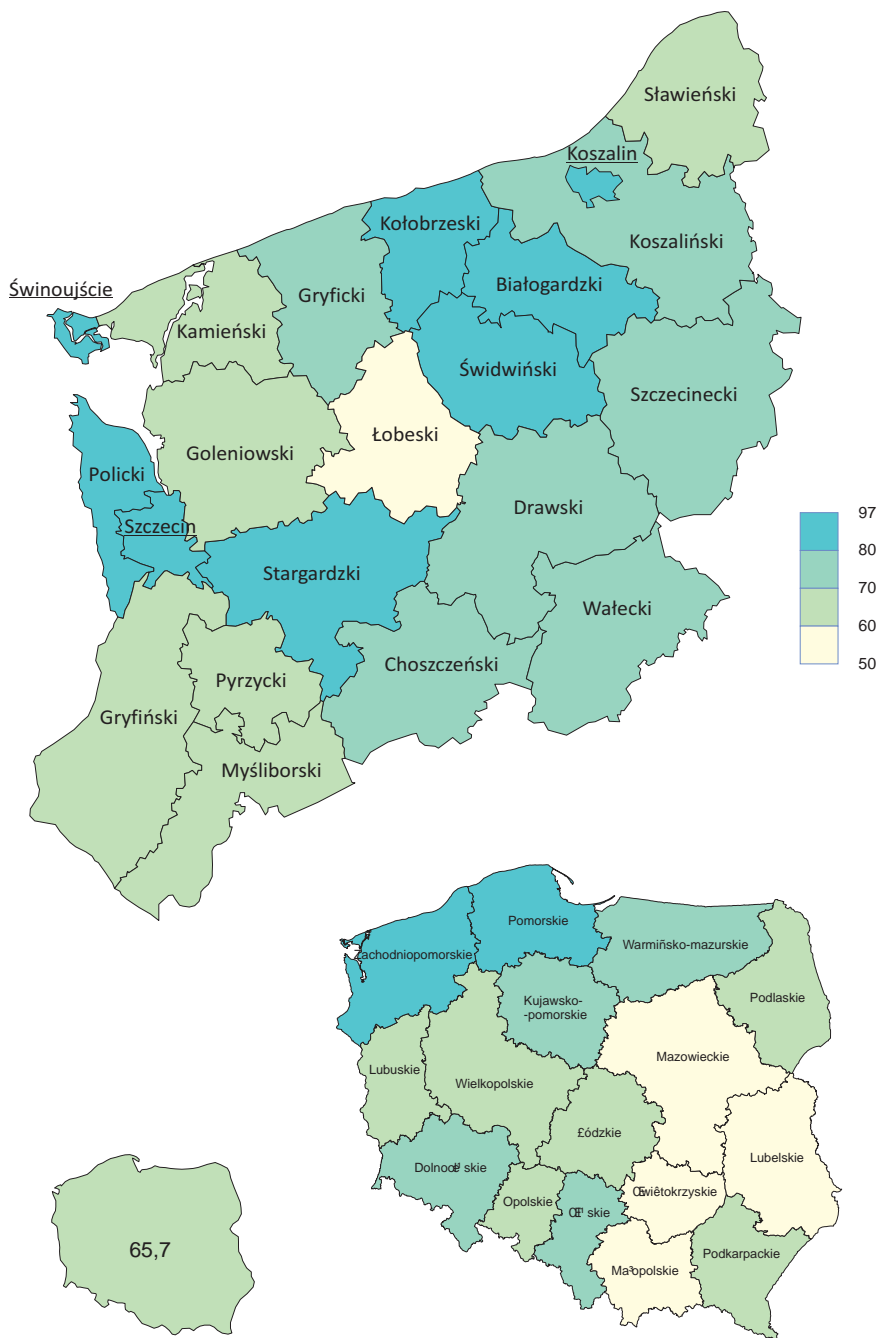 Sławieński
Koszalin
Kołobrzeski
Koszaliński
Białogardzki
Świnoujście
Gryficki
Kamieński
Świdwiński
Szczecinecki
Łobeski
Goleniowski
Policki
Drawski
Szczecin
Stargardzki
Wałecki
Choszczeński
Pyrzycki
Gryfiński
Myśliborski
97
80
70
60
50
Pomorskie
Zachodniopomorskie
Warmiñsko-mazurskie
Kujawsko-
-pomorskie
Podlaskie
Mazowieckie
Lubuskie
Wielkopolskie
£ódzkie
Lubelskie
Opolskie
Podkarpackie
65,7